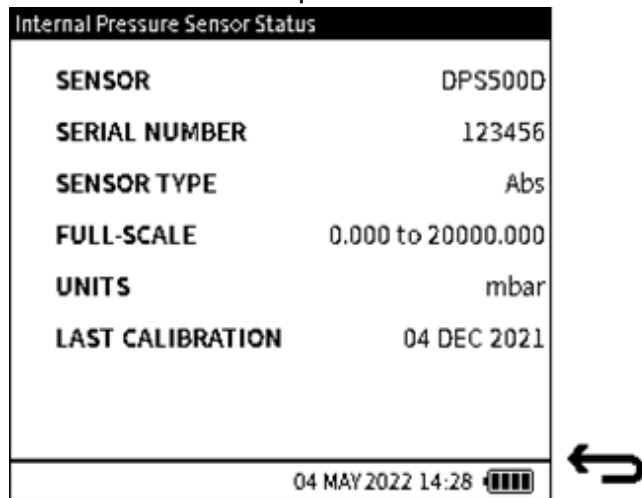 Internal Pressure Sensor Status
SENSOR DPS500D
SERIAL NUMBER 123456
SENSOR TYPE Abs
FULL-SCALE 0.000 to 20000.000
UNITS mbar
LAST CALIBRATION 04 DEC 2021
04 MAY 2022 14:28